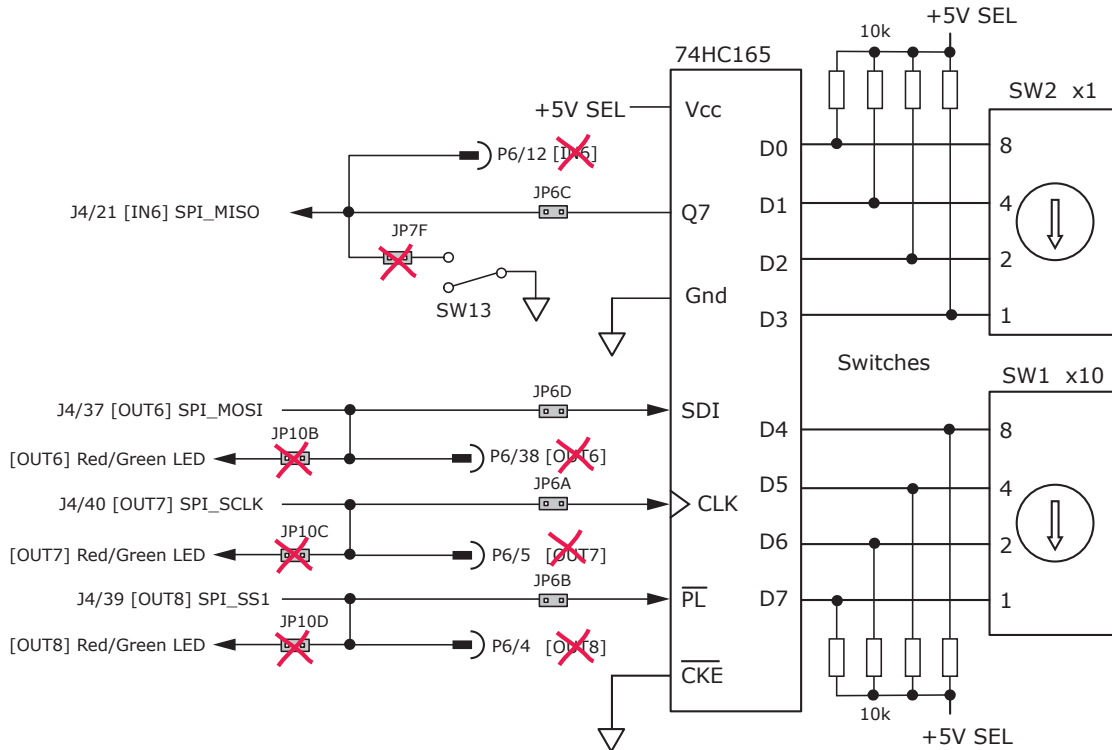 +5V SEL
10k
74HC165
SW2 x1
+5V SEL
Vcc
P6/12 [IN6]
D0
8
JP6C
J4/21 [IN6] SPI_MISO
Q7
D1
4
JP7F
D2
2
SW13
Gnd
D3
1
Switches
SW1 x10
JP6D
J4/37 [OUT6] SPI_MOSI
SDI
D4
8
JP10B
[OUT6] Red/Green LED
P6/38 [OUT6]
JP6A
D5
4
J4/40 [OUT7] SPI_SCLK
CLK
JP10C
D6
2
[OUT7] Red/Green LED
P6/5 [OUT7]
JP6B
J4/39 [OUT8] SPI_SS1
PL
D7
1
JP10D
[OUT8] Red/Green LED
P6/4 [OUT8]
CKE
10k
+5V SEL